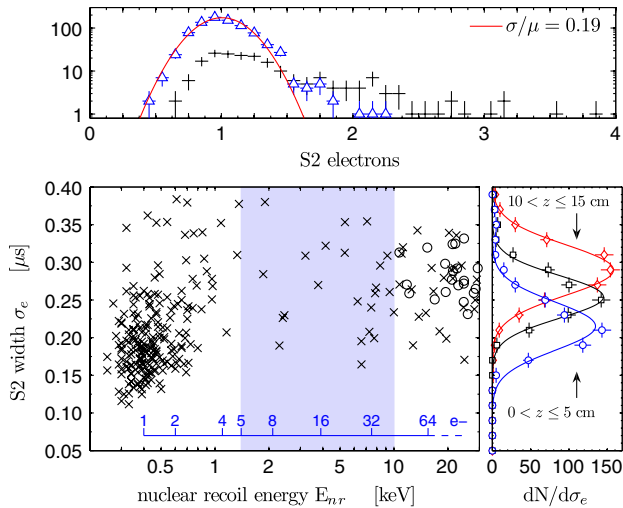 100
10
1
σ/μ = 0.19
0 1 2 3 4
S2 electrons
S2 width σₑ [μs]
0.40
0.35
0.30
0.25
0.20
0.15
0.10
0.05
1 2 4 5 8 16 32 64 e−
0.5 1 2 5 10 20
nuclear recoil energy Eₙᵣ [keV]
10 < z ≤ 15 cm
0 < z ≤ 5 cm
0 50 100 150
dN/dσₑ